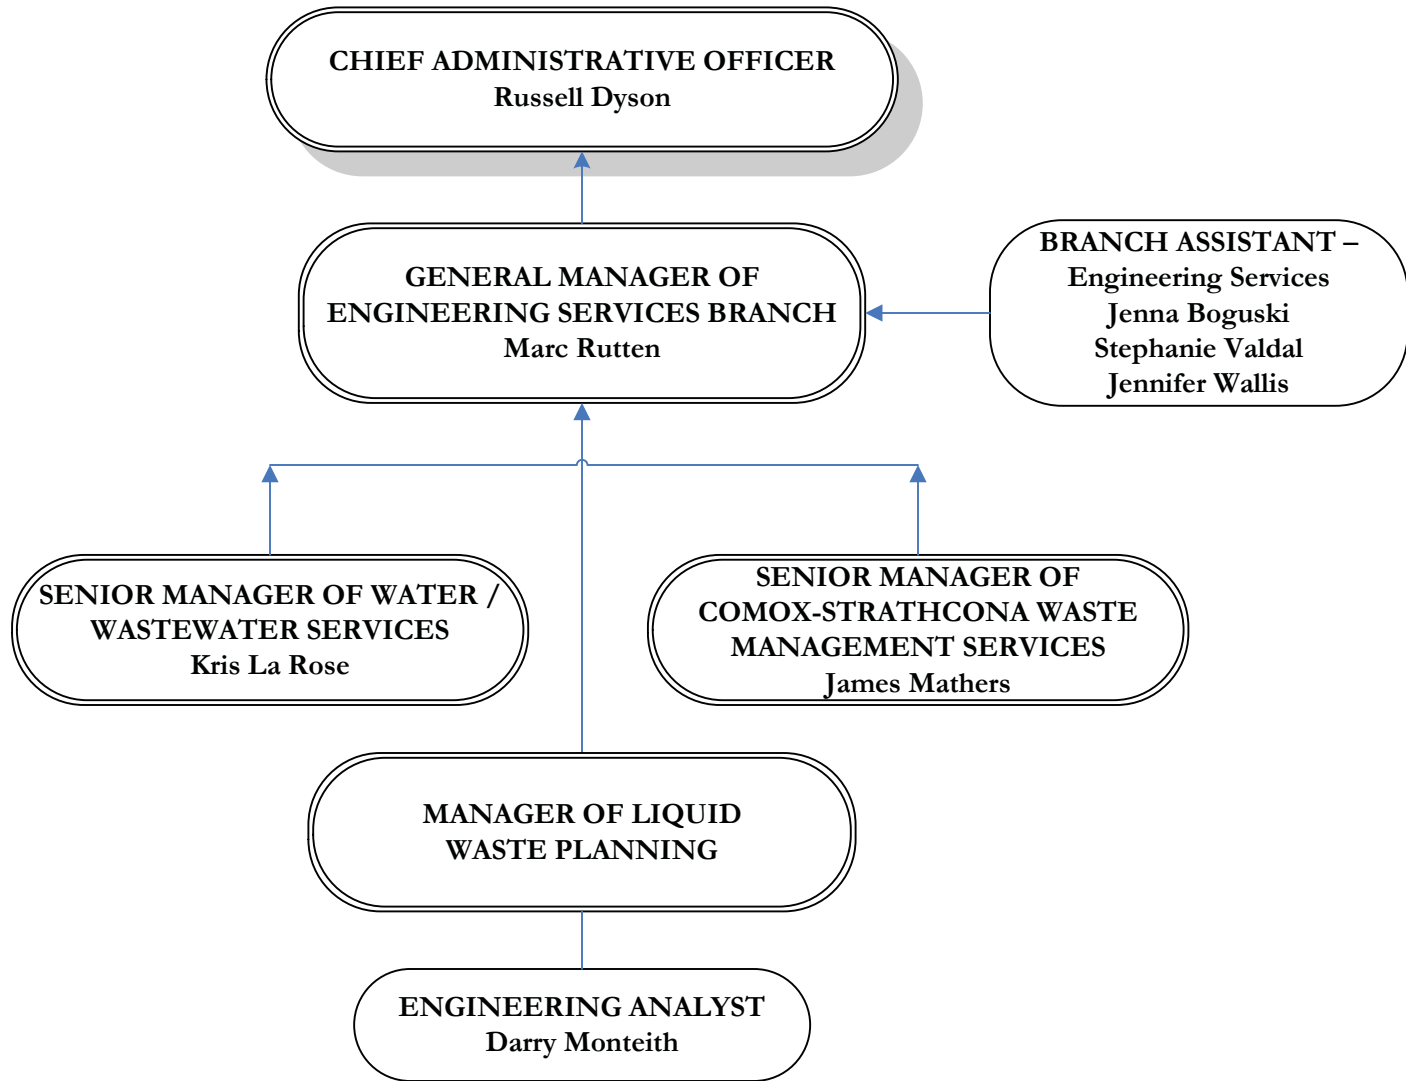 CHIEF ADMINISTRATIVE OFFICER
Russell Dyson
GENERAL MANAGER OF
ENGINEERING SERVICES BRANCH
Marc Rutten
BRANCH ASSISTANT –
Engineering Services
Jenna Boguski
Stephanie Valdal
Jennifer Wallis
SENIOR MANAGER OF WATER /
WASTEWATER SERVICES
Kris La Rose
SENIOR MANAGER OF
COMOX-STRATHCONA WASTE
MANAGEMENT SERVICES
James Mathers
MANAGER OF LIQUID
WASTE PLANNING
ENGINEERING ANALYST
Darry Monteith